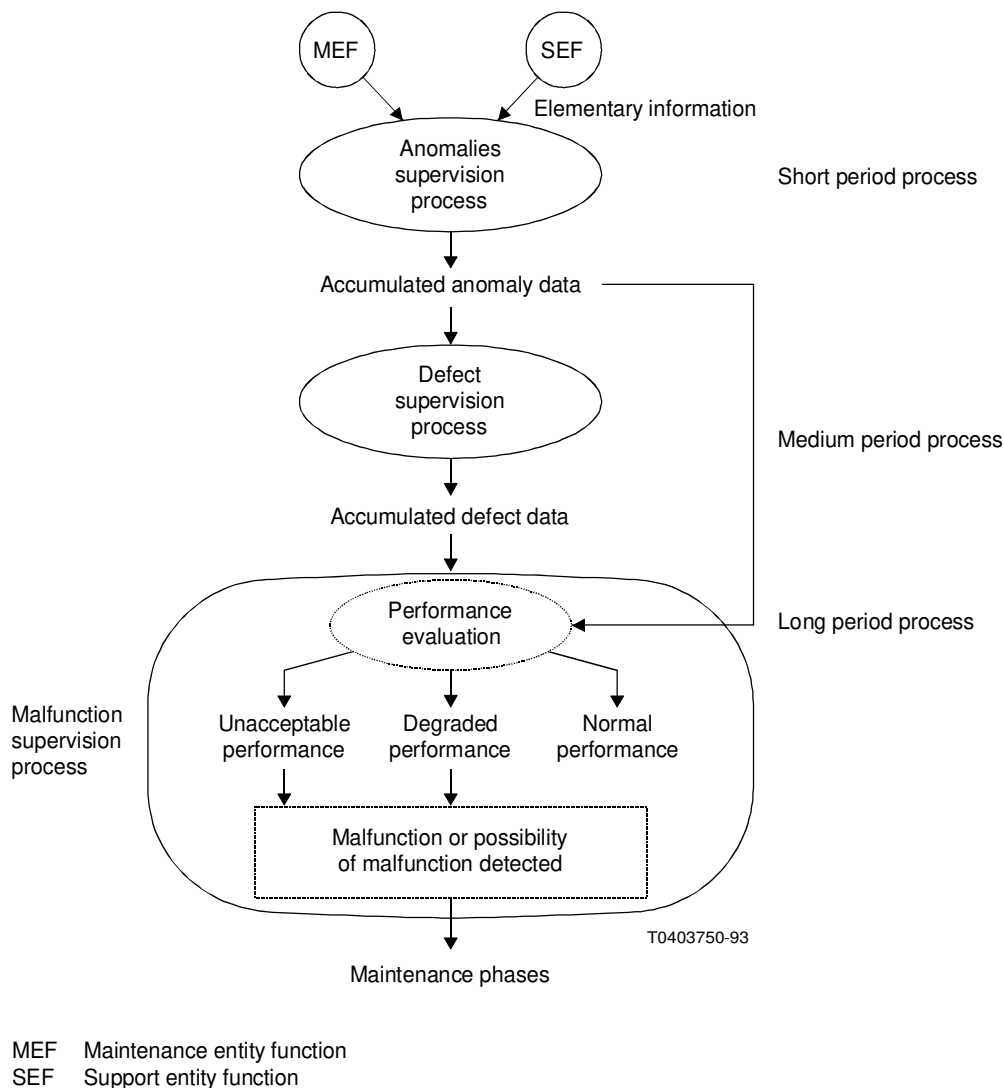 MEF
SEF
Elementary information
Anomalies
supervision
process
Short period process
Accumulated anomaly data
Defect
supervision
process
Medium period process
Accumulated defect data
Performance
evaluation
Long period process
Malfunction
supervision
process
Unacceptable
performance
Degraded
performance
Normal
performance
Malfunction or possibility
of malfunction detected
T0403750-93
Maintenance phases
MEF Maintenance entity function
SEF Support entity function